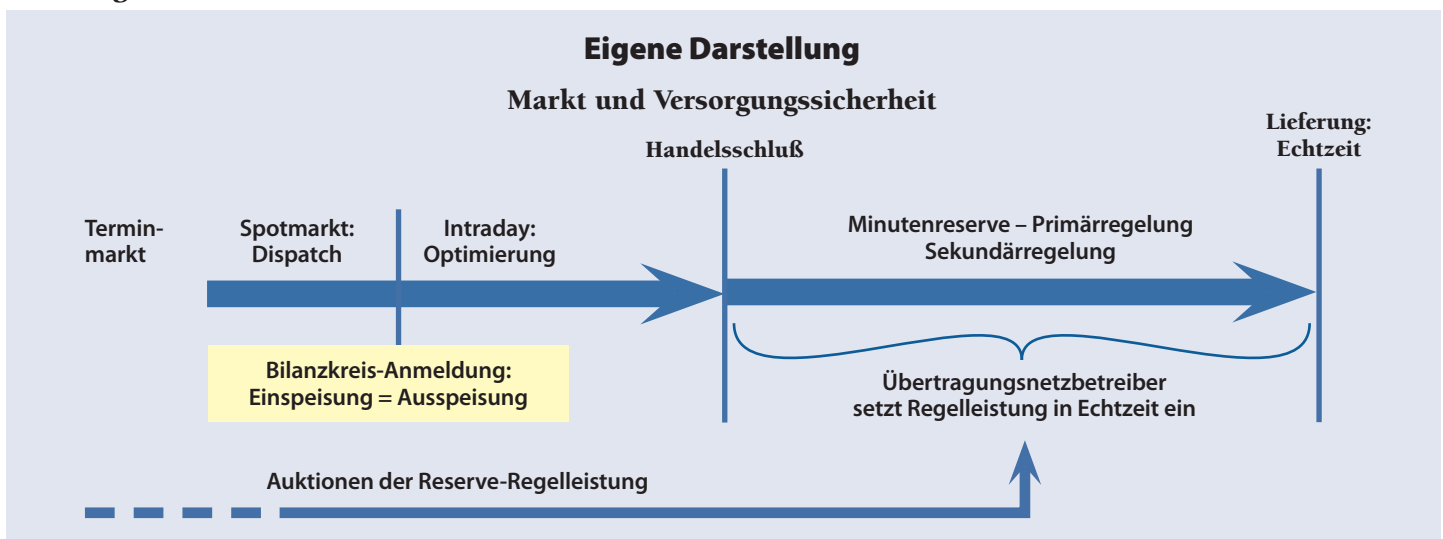 Eigene Darstellung
Markt und Versorgungssicherheit
Lieferung:
Echtzeit
Handelsschluß
Termin-
markt
Spotmarkt:
Dispatch
Intraday:
Optimierung
Minutenreserve – Primärregelung
Sekundärregelung
Bilanzkreis-Anmeldung:
Einspeisung = Ausspeisung
Übertragungsnetzbetreiber
setzt Regelleistung in Echtzeit ein
Auktionen der Reserve-Regelleistung